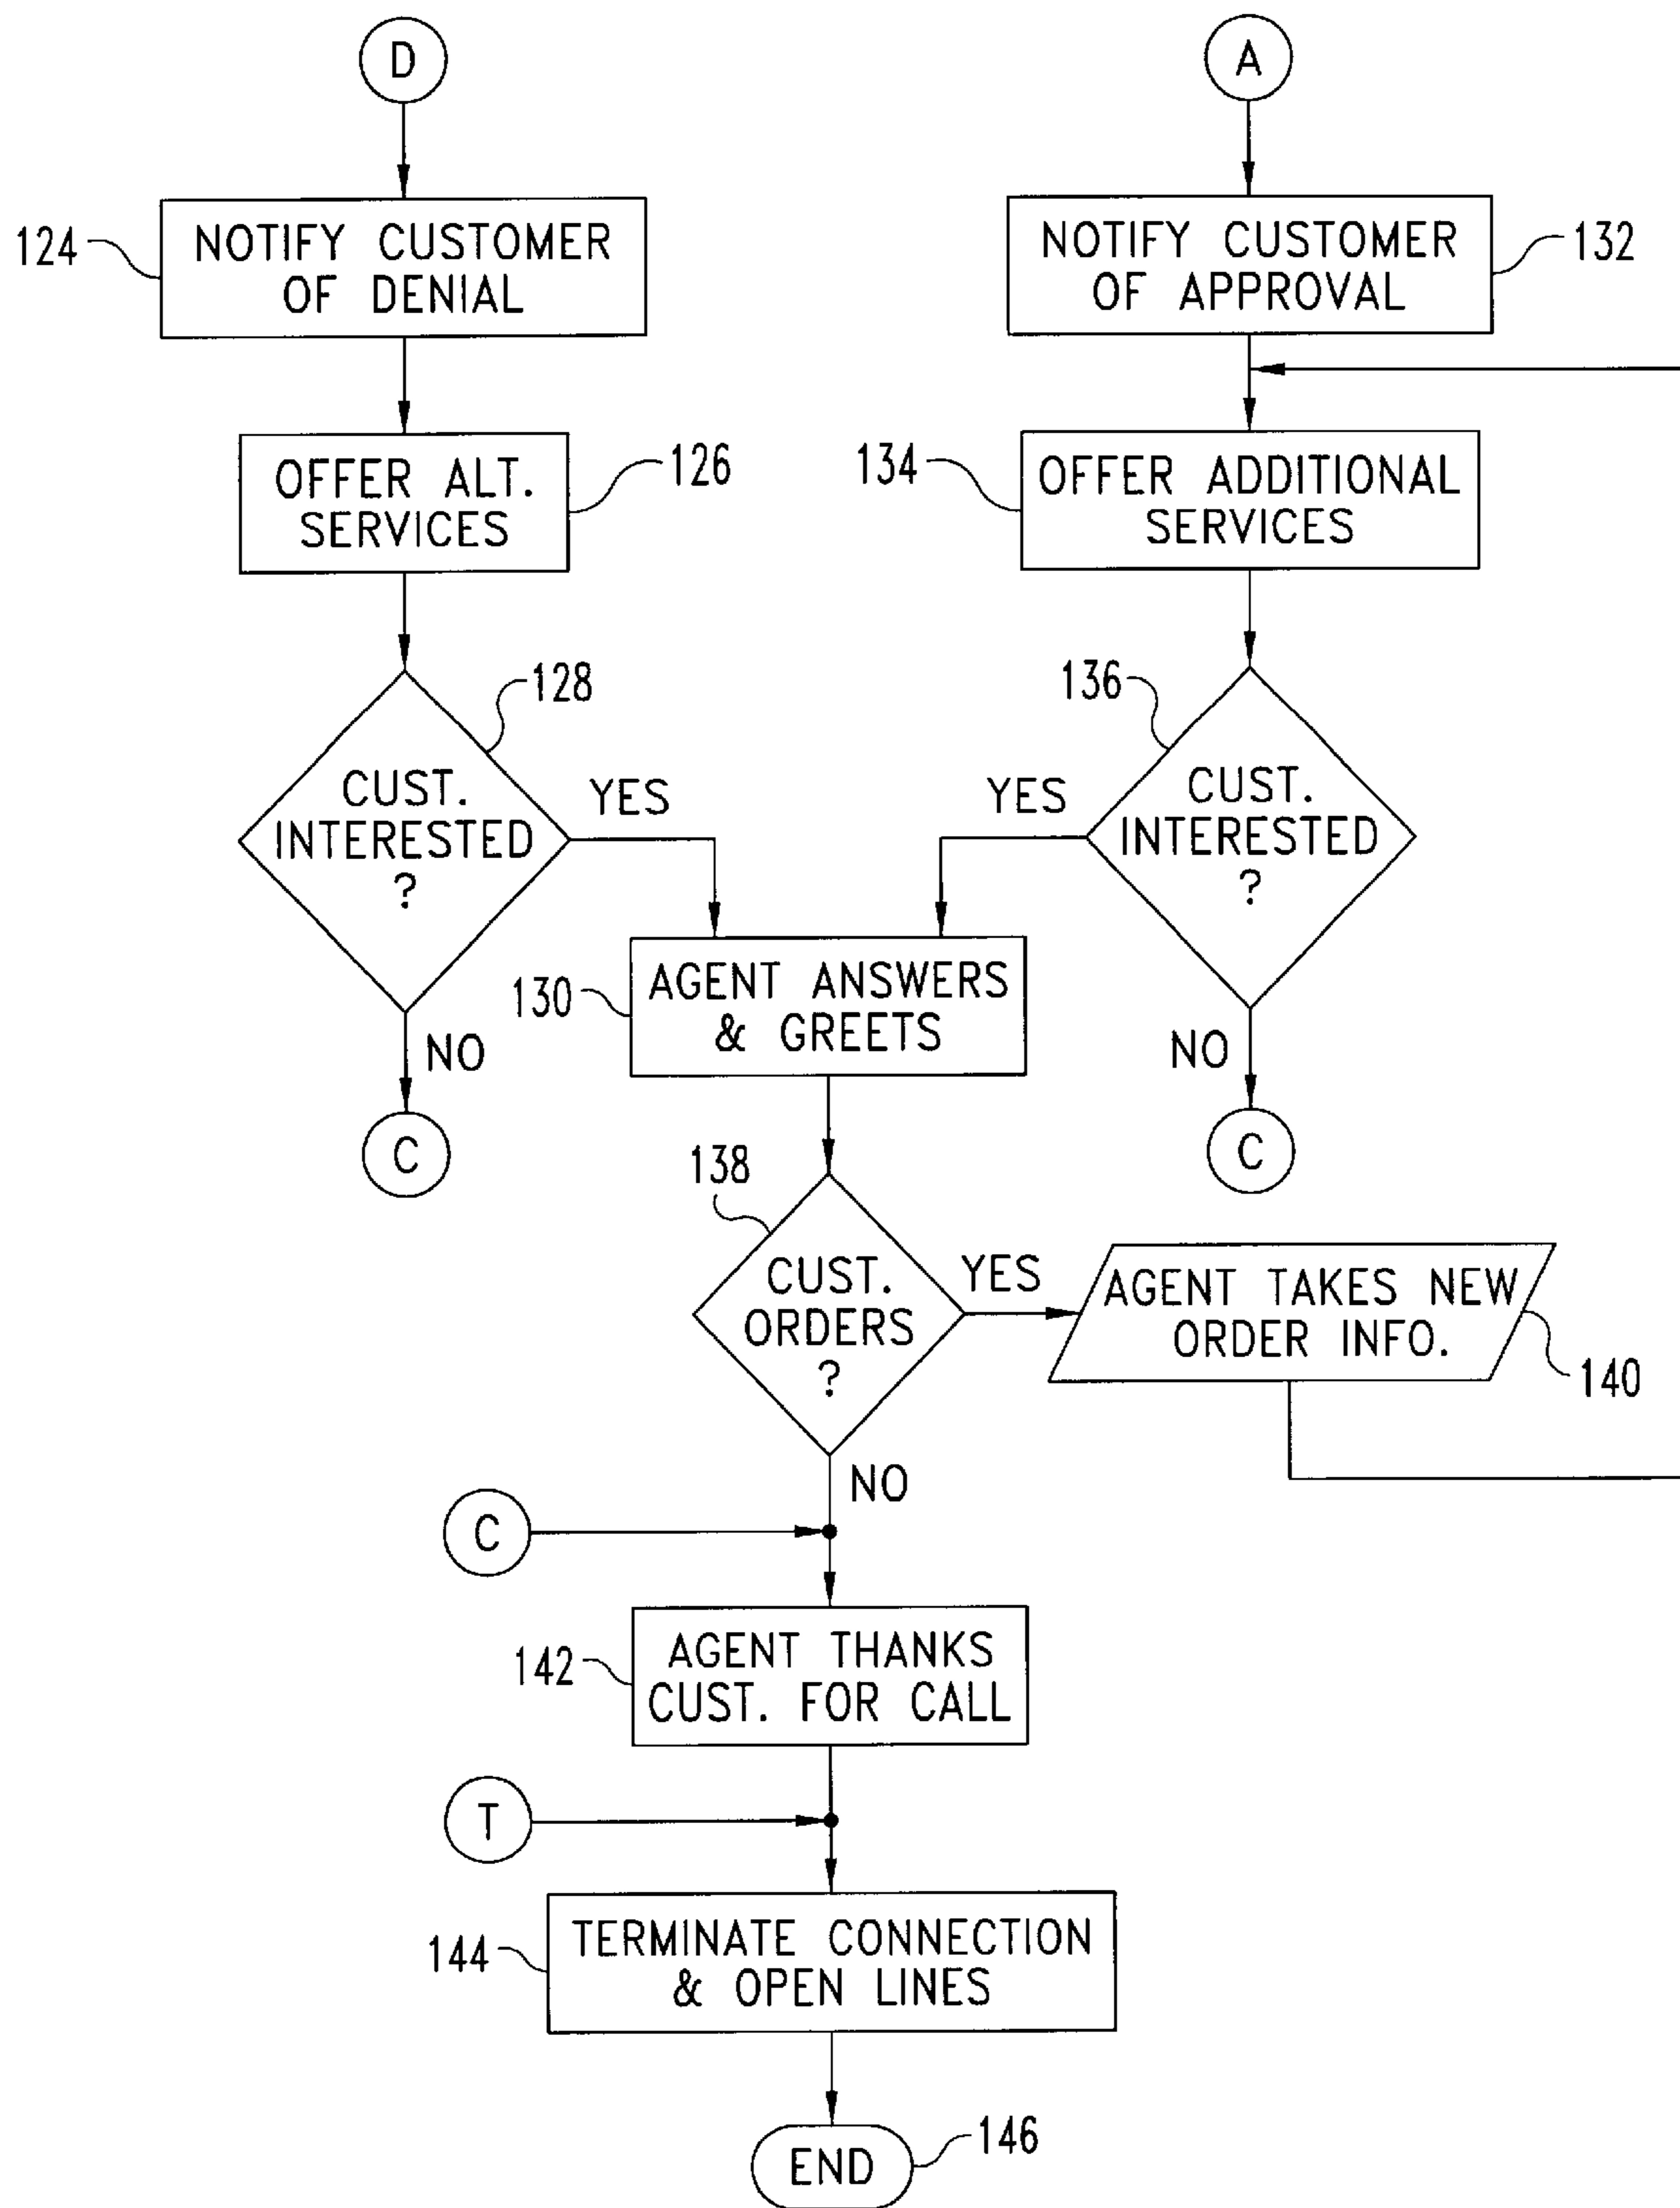 D
A
124
NOTIFY CUSTOMER
OF DENIAL
NOTIFY CUSTOMER
OF APPROVAL
132
OFFER ALT.
SERVICES
126
134
OFFER ADDITIONAL
SERVICES
128
CUST.
INTERESTED
?
YES
NO
C
136
CUST.
INTERESTED
?
YES
NO
C
130
AGENT ANSWERS
& GREETS
138
CUST.
ORDERS
?
YES
AGENT TAKES NEW
ORDER INFO.
140
NO
C
142
AGENT THANKS
CUST. FOR CALL
T
144
TERMINATE CONNECTION
& OPEN LINES
END
146